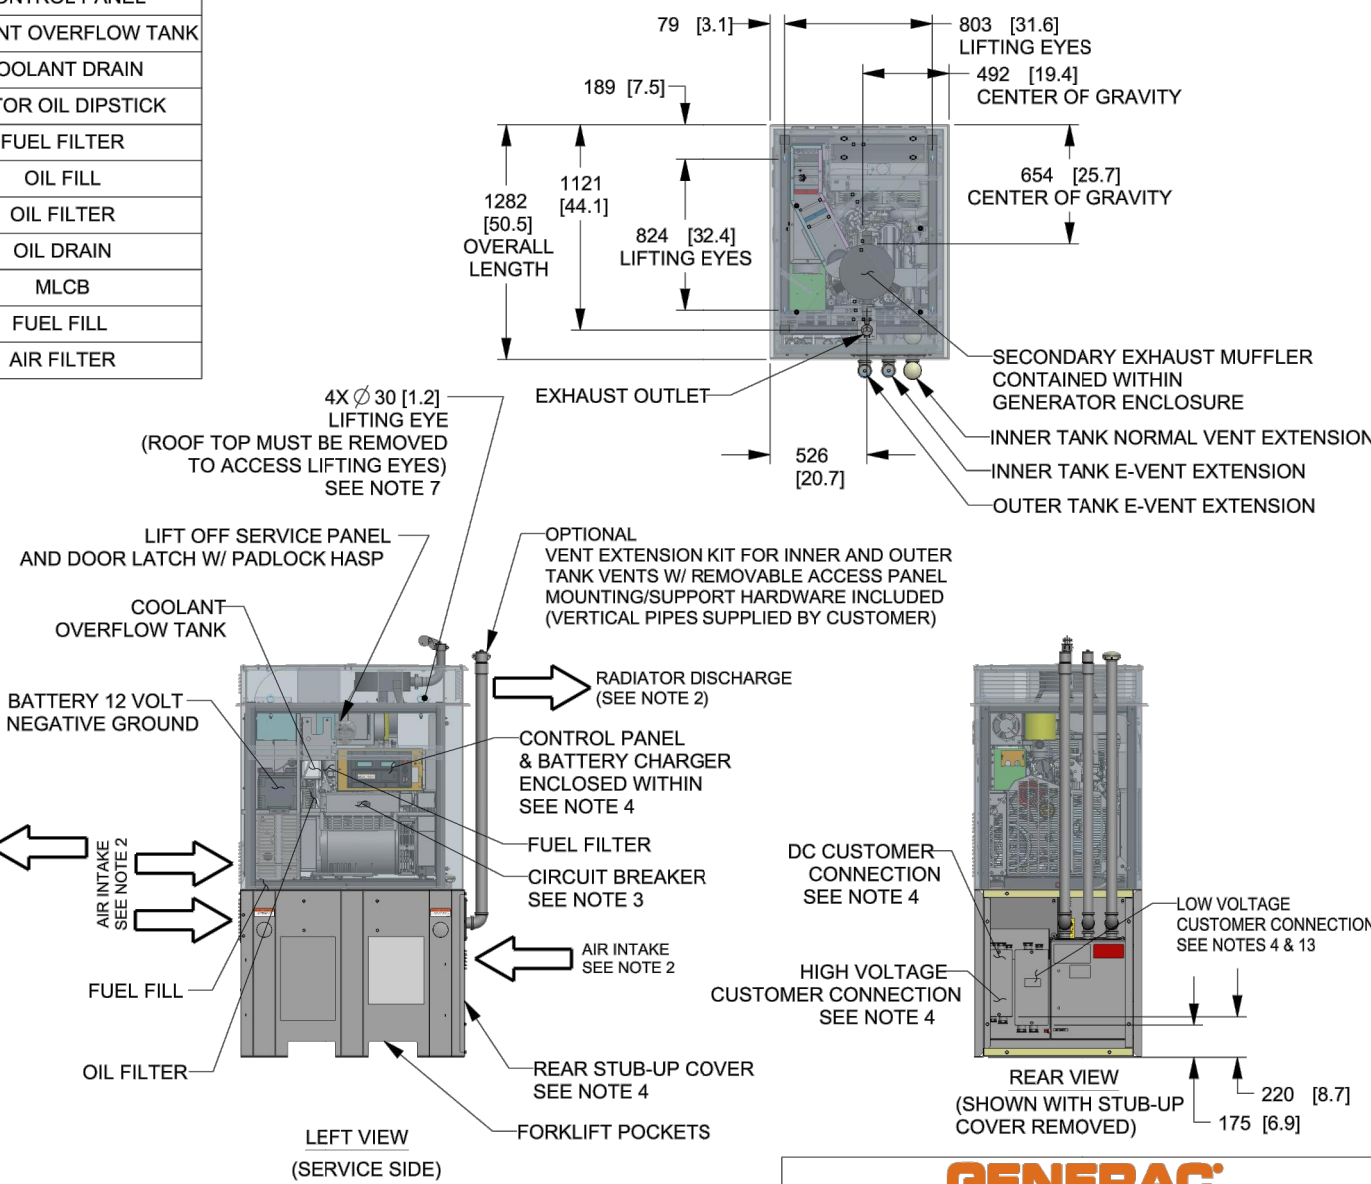 NT OVERFLOW TANK
OOLANT DRAIN
TOR OIL DIPSTICK
FUEL FILTER
OIL FILL
OIL FILTER
OIL DRAIN
MLCB
FUEL FILL
AIR FILTER
79 [3.1]
803 [31.6]
LIFTING EYES
492 [19.4]
CENTER OF GRAVITY
189 [7.5]
1282
[50.5]
OVERALL
LENGTH
1121
[44.1]
824 [32.4]
LIFTING EYES
654 [25.7]
CENTER OF GRAVITY
EXHAUST OUTLET
526
[20.7]
SECONDARY EXHAUST MUFFLER
CONTAINED WITHIN
GENERATOR ENCLOSURE
INNER TANK NORMAL VENT EXTENSION
INNER TANK E-VENT EXTENSION
OUTER TANK E-VENT EXTENSION
4X Ø 30 [1.2]
LIFTING EYE
(ROOF TOP MUST BE REMOVED
TO ACCESS LIFTING EYES)
SEE NOTE 7
LIFT OFF SERVICE PANEL
AND DOOR LATCH W/ PADLOCK HASP
COOLANT
OVERFLOW TANK
BATTERY 12 VOLT
NEGATIVE GROUND
AIR INTAKE
SEE NOTE 2
FUEL FILL
OIL FILTER
OPTIONAL
VENT EXTENSION KIT FOR INNER AND OUTER
TANK VENTS W/ REMOVABLE ACCESS PANEL
MOUNTING/SUPPORT HARDWARE INCLUDED
(VERTICAL PIPES SUPPLIED BY CUSTOMER)
RADIATOR DISCHARGE
(SEE NOTE 2)
CONTROL PANEL
& BATTERY CHARGER
ENCLOSED WITHIN
SEE NOTE 4
FUEL FILTER
CIRCUIT BREAKER
SEE NOTE 3
AIR INTAKE
SEE NOTE 2
REAR STUB-UP COVER
SEE NOTE 4
FORKLIFT POCKETS
LEFT VIEW
(SERVICE SIDE)
DC CUSTOMER
CONNECTION
SEE NOTE 4
HIGH VOLTAGE
CUSTOMER CONNECTION
SEE NOTE 4
LOW VOLTAGE
CUSTOMER CONNECTION
SEE NOTES 4 & 13
REAR VIEW
(SHOWN WITH STUB-UP
COVER REMOVED)
220 [8.7]
175 [6.9]
GENERAC